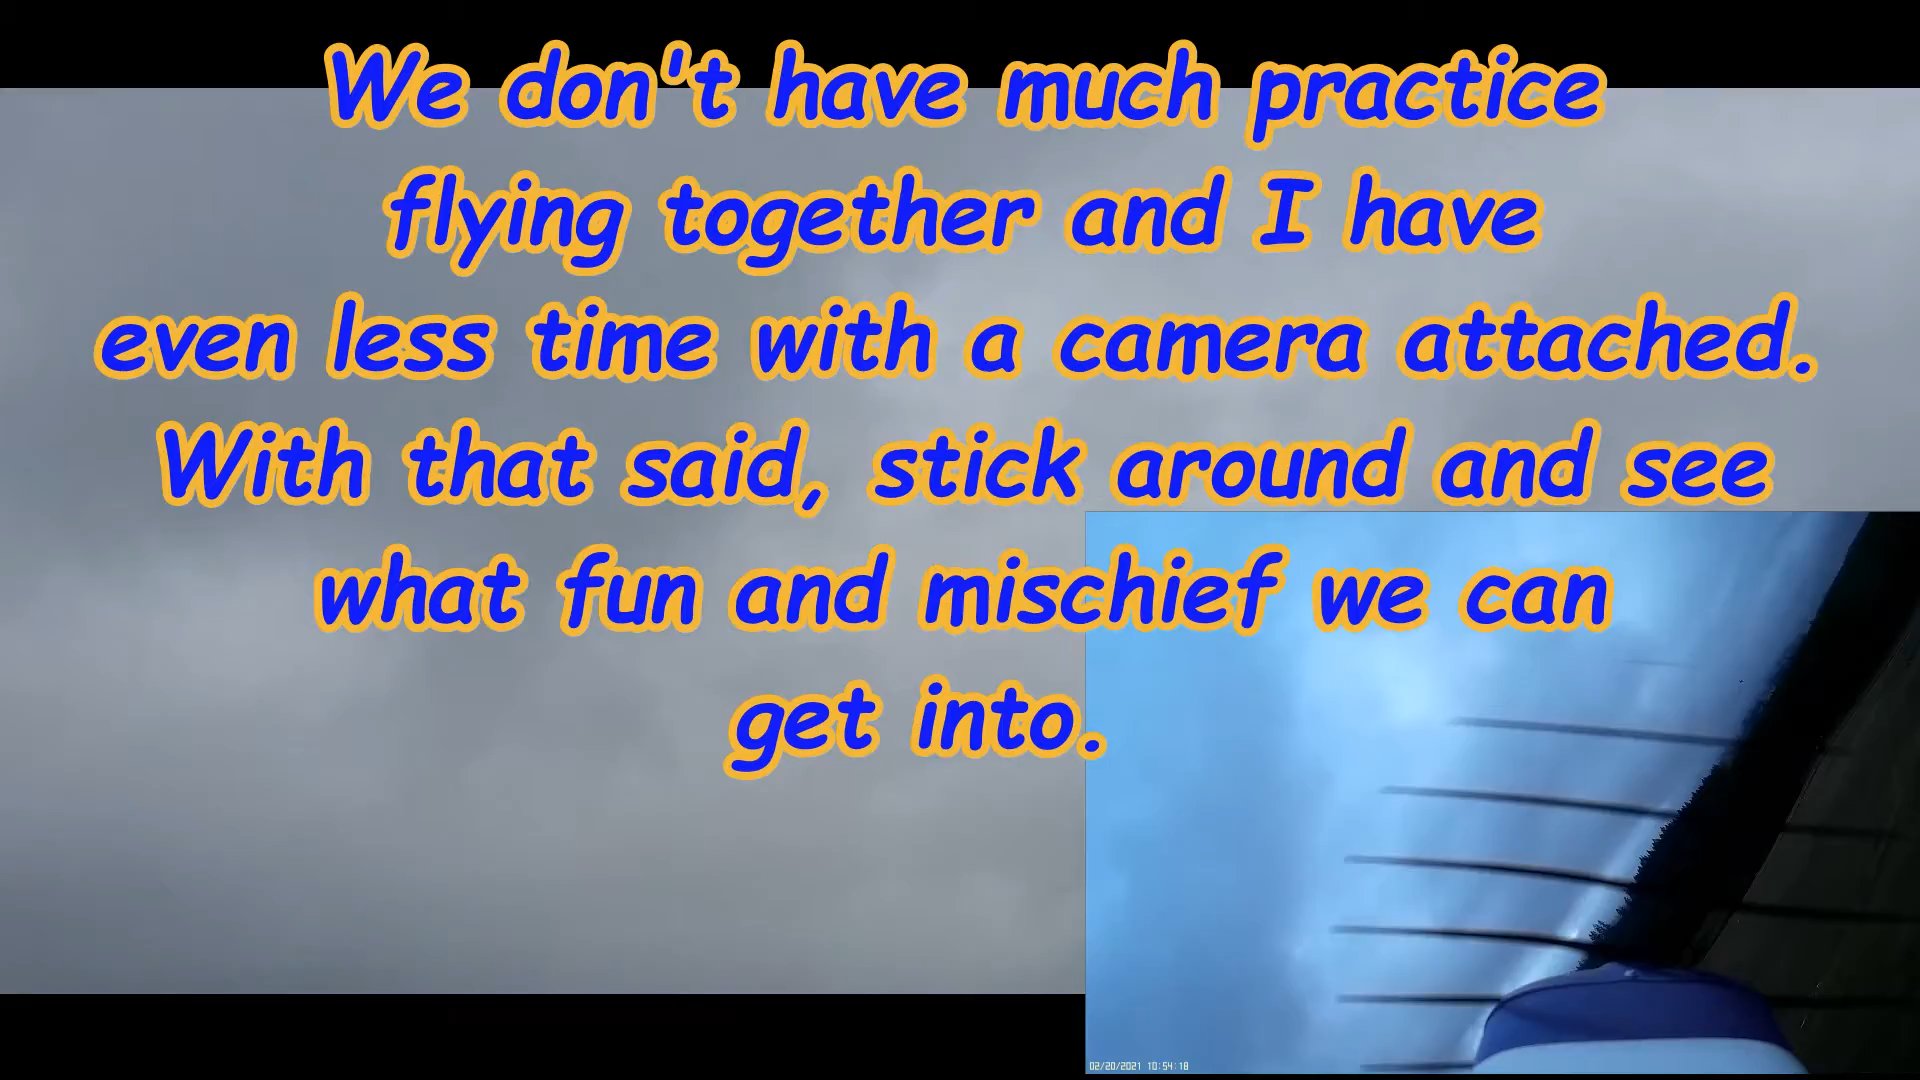 We don't have much practice
flying together and I have
even less time with a camera attached.
With that said, stick around and see
what fun and mischief we can
get into.
02/20/2021 10:54:18